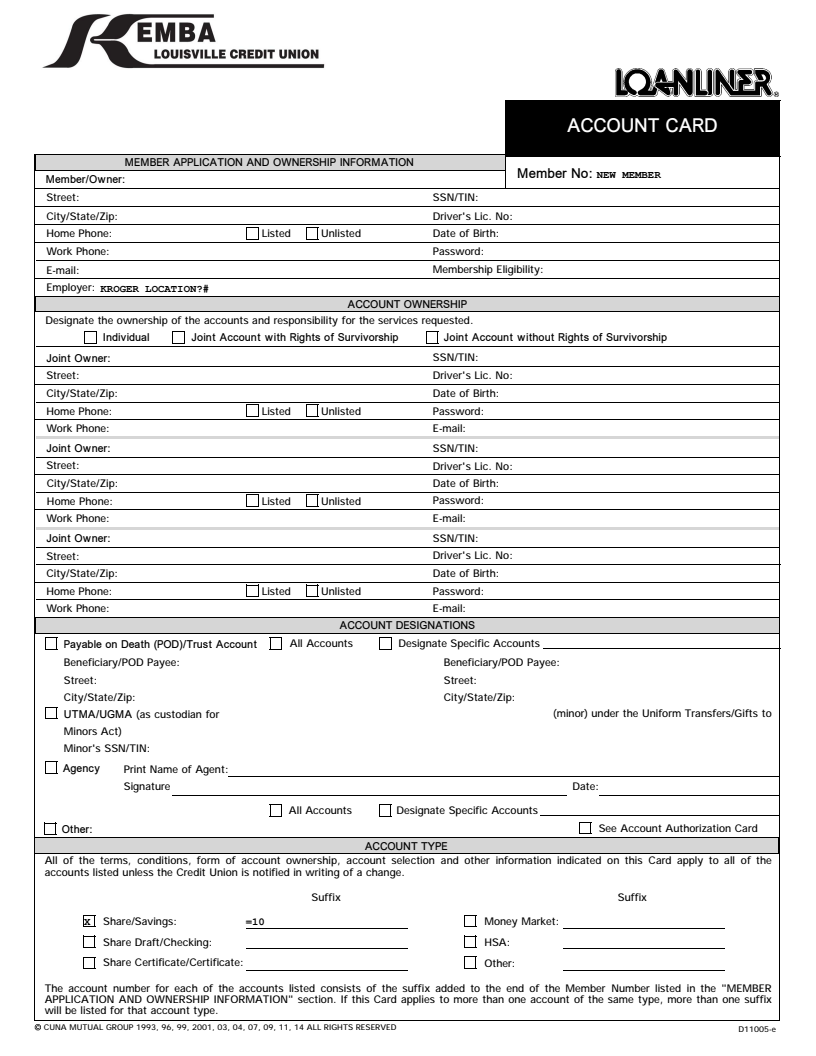 KEMBA
LOUISVILLE CREDIT UNION
LOANLINER®
ACCOUNT CARD
MEMBER APPLICATION AND OWNERSHIP INFORMATION
Member No: NEW MEMBER
Member/Owner:
Street: SSN/TIN:
City/State/Zip: Driver's Lic. No:
Home Phone: Listed Unlisted Date of Birth:
Work Phone: Password:
E-mail: Membership Eligibility:
Employer: KROGER LOCATION?#
ACCOUNT OWNERSHIP
Designate the ownership of the accounts and responsibility for the services requested.
Individual Joint Account with Rights of Survivorship Joint Account without Rights of Survivorship
Joint Owner: SSN/TIN:
Street: Driver's Lic. No:
City/State/Zip: Date of Birth:
Home Phone: Listed Unlisted Password:
Work Phone: E-mail:
Joint Owner: SSN/TIN:
Street: Driver's Lic. No:
City/State/Zip: Date of Birth:
Home Phone: Listed Unlisted Password:
Work Phone: E-mail:
Joint Owner: SSN/TIN:
Street: Driver's Lic. No:
City/State/Zip: Date of Birth:
Home Phone: Listed Unlisted Password:
Work Phone: E-mail:
ACCOUNT DESIGNATIONS
Payable on Death (POD)/Trust Account All Accounts Designate Specific Accounts
Beneficiary/POD Payee: Beneficiary/POD Payee:
Street: Street:
City/State/Zip: City/State/Zip:
UTMA/UGMA (as custodian for (minor) under the Uniform Transfers/Gifts to
Minors Act)
Minor's SSN/TIN:
Agency Print Name of Agent:
Signature Date:
All Accounts Designate Specific Accounts
Other: See Account Authorization Card
ACCOUNT TYPE
All of the terms, conditions, form of account ownership, account selection and other information indicated on this Card apply to all of the
accounts listed unless the Credit Union is notified in writing of a change.
Suffix Suffix
X Share/Savings: =10 Money Market:
Share Draft/Checking: HSA:
Share Certificate/Certificate: Other:
The account number for each of the accounts listed consists of the suffix added to the end of the Member Number listed in the "MEMBER
APPLICATION AND OWNERSHIP INFORMATION" section. If this Card applies to more than one account of the same type, more than one suffix
will be listed for that account type.
© CUNA MUTUAL GROUP 1993, 96, 99, 2001, 03, 04, 07, 09, 11, 14 ALL RIGHTS RESERVED
D11005-e